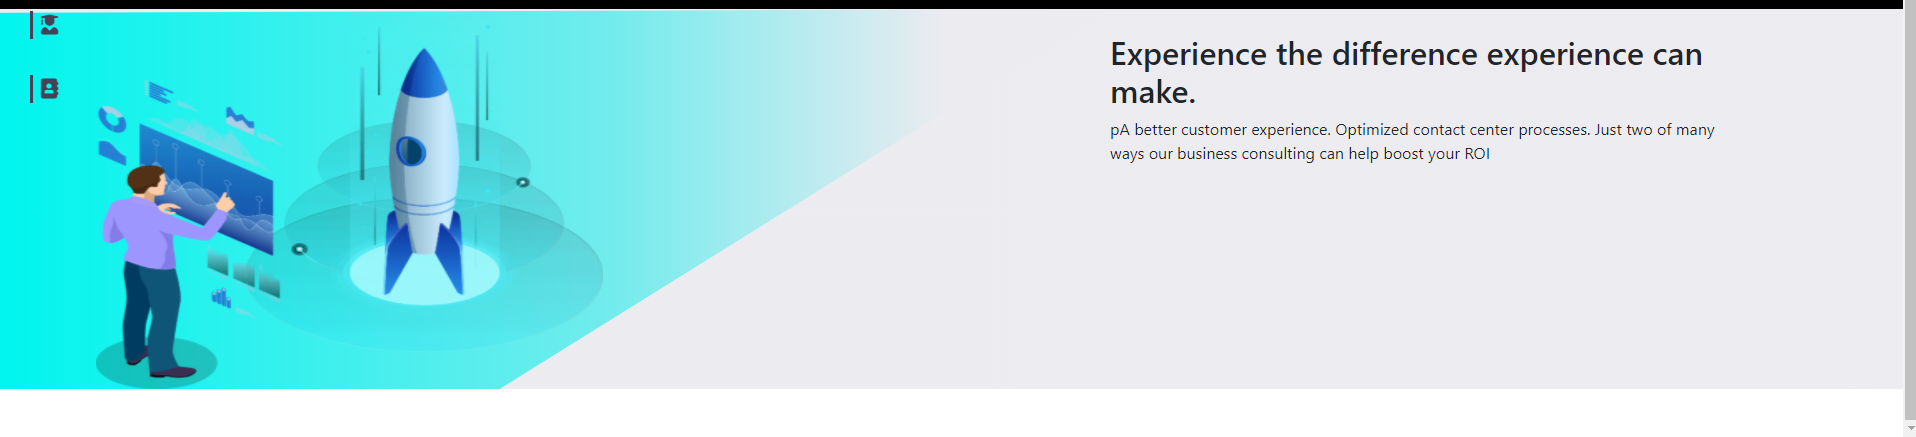 Experience the difference experience can
make.
pA better customer experience. Optimized contact center processes. Just two of many
ways our business consulting can help boost your ROI